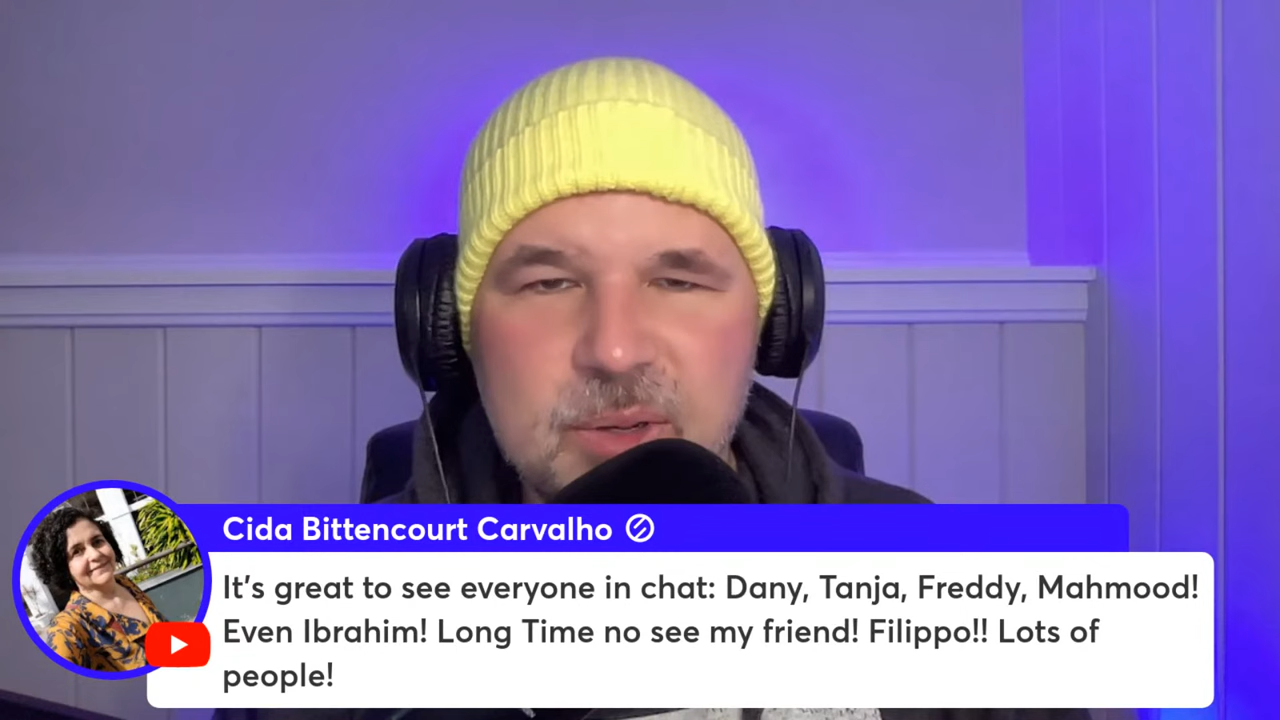 Cida Bittencourt Carvalho
It's great to see everyone in chat: Dany, Tanja, Freddy, Mahmood!
Even Ibrahim! Long Time no see my friend! Filippo!! Lots of
people!